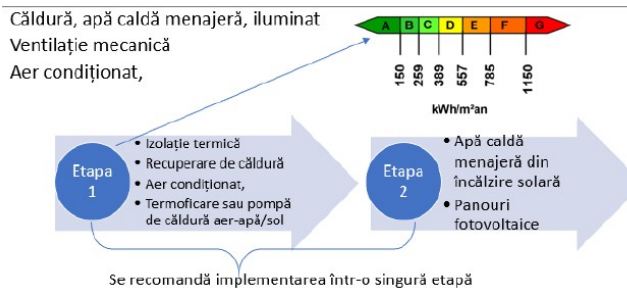 Căldură, apă caldă menajeră, iluminat
Ventilație mecanică
Aer condiționat,
A B C D E F G
150 259 389 557 785 1150
kWh/m²an
Etapa
1
• Izolație termică
• Recuperare de căldură
• Aer condiționat,
• Termoficare sau pompă
de căldură aer-apă/sol
Etapa
2
• Apă caldă
menajeră din
încălzire solară
• Panouri
fotovoltaice
Se recomandă implementarea într-o singură etapă